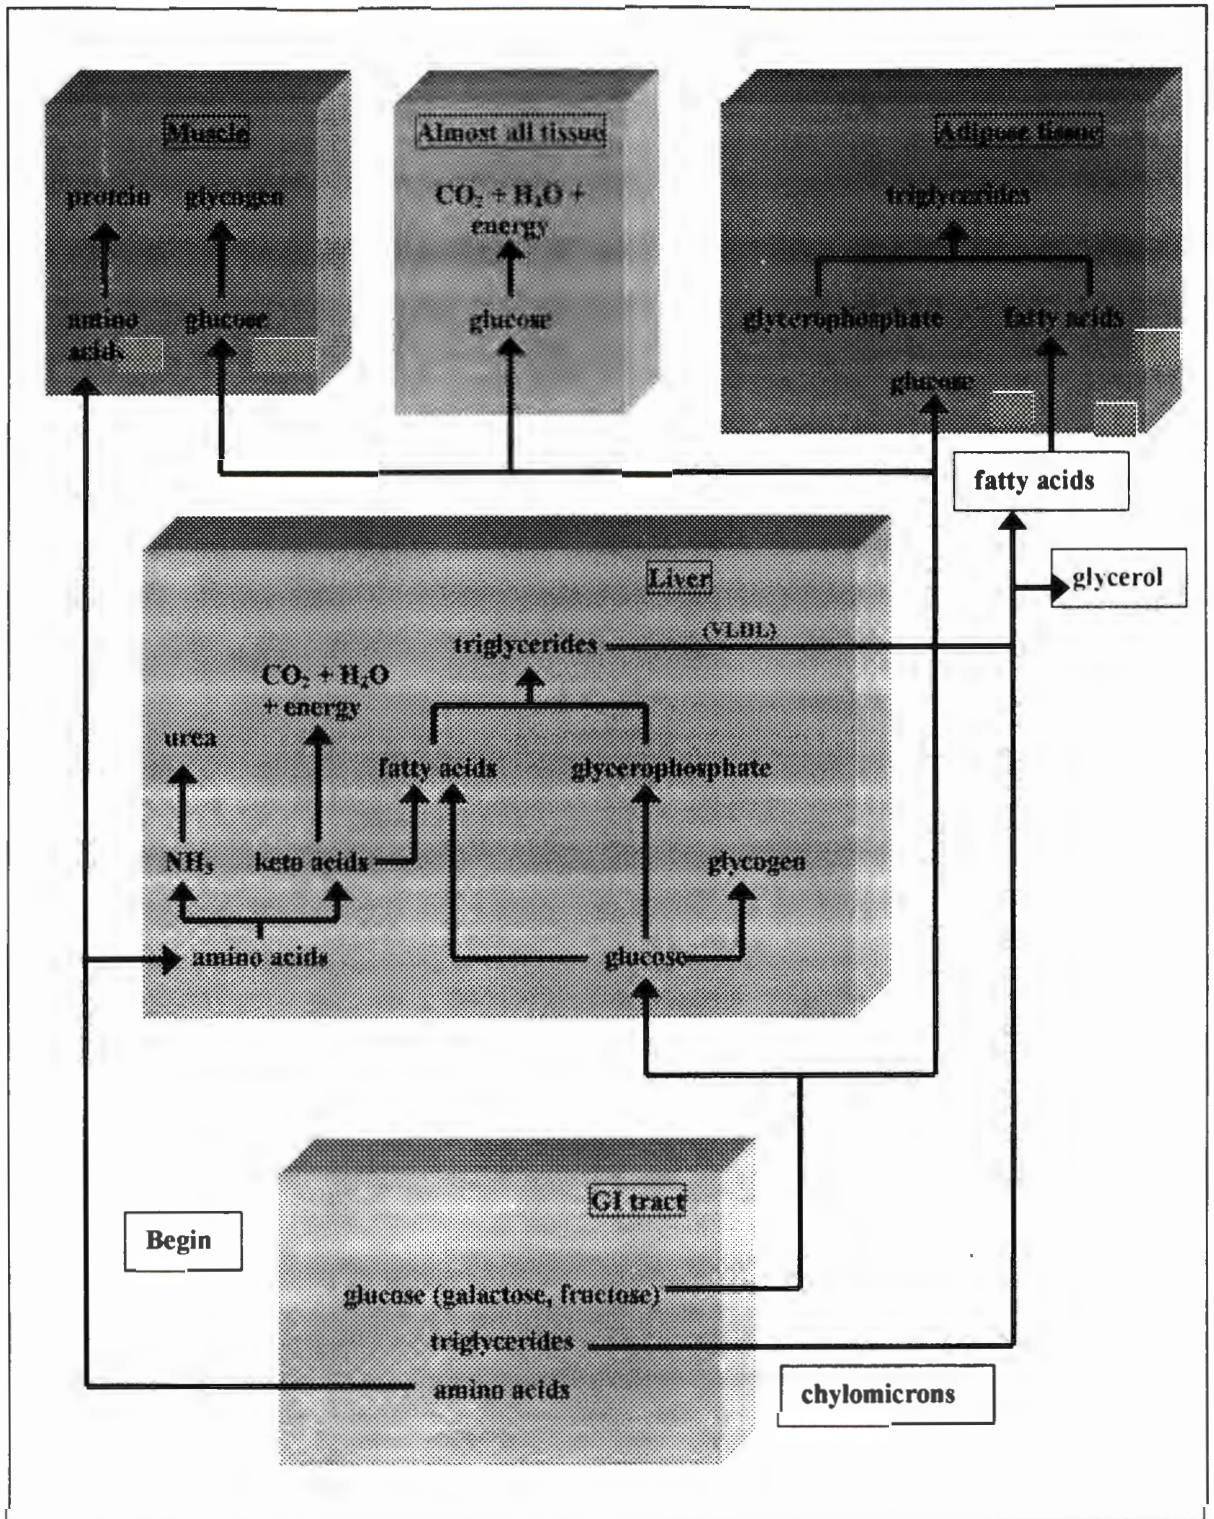 Muscle
protein glycogen
amino glucose
acids
Almost all tissue
CO₂ + H₂O +
energy
glucose
Adipose tissue
triglycerides
glycerophosphate fatty acids
glucose
fatty acids
glycerol
Liver
triglycerides
(VLDL)
CO₂ + H₂O
+ energy
urea
fatty acids glycerophosphate
NH₃ keto acids
glycogen
amino acids
glucose
GI tract
Begin
glucose (galactose, fructose)
triglycerides
amino acids
chylomicrons